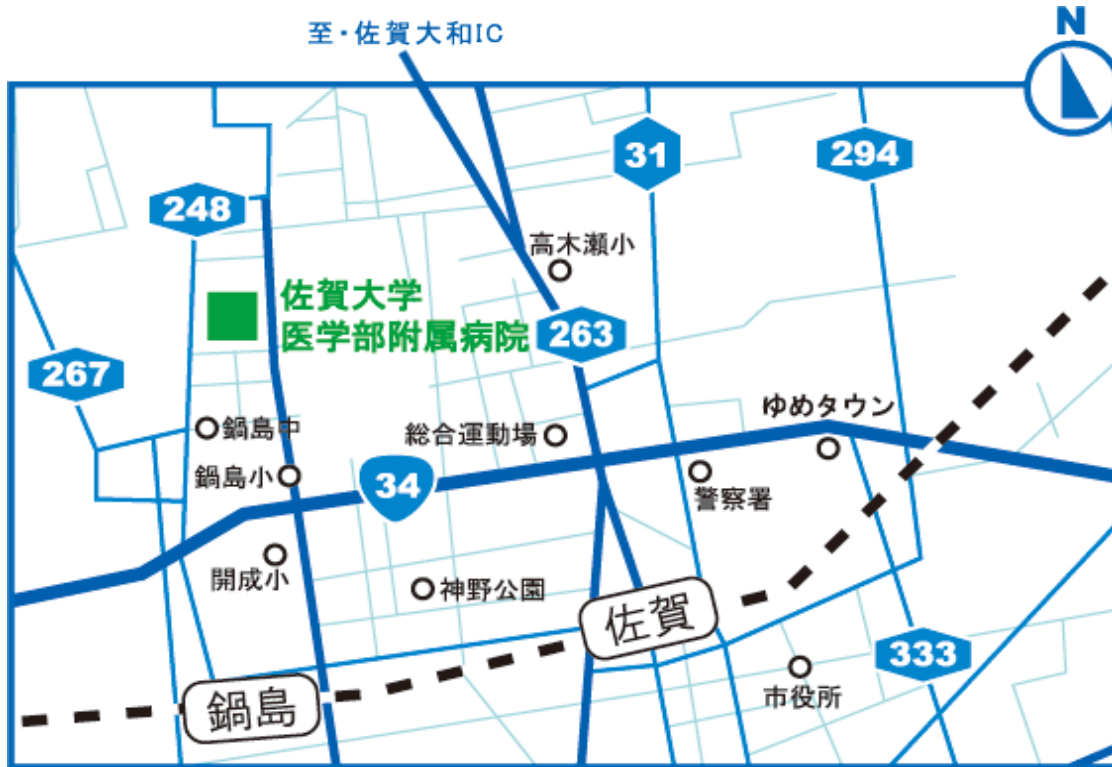 至・佐賀大和IC
N
31
294
248
高木瀬小
佐賀大学
医学部附属病院
263
267
ゆめタウン
鍋島中
総合運動場
鍋島小
34
警察署
開成小
神野公園
佐賀
333
市役所
鍋島